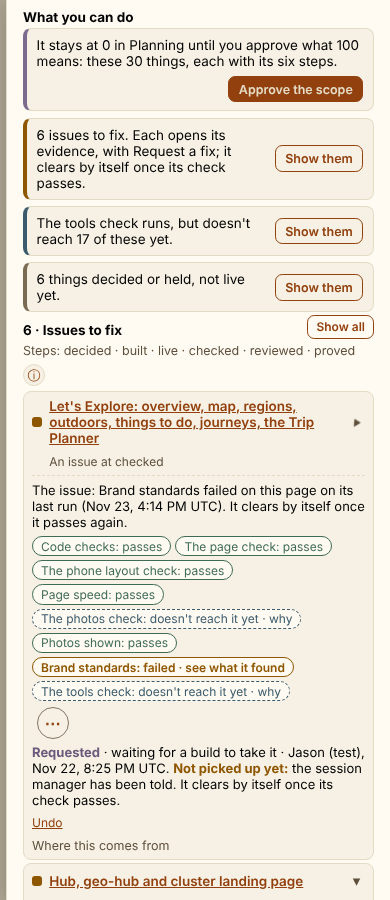 What you can do
It stays at 0 in Planning until you approve what 100
means: these 30 things, each with its six steps.
Approve the scope
6 issues to fix. Each opens its
evidence, with Request a fix; it
clears by itself once its check
passes.
Show them
The tools check runs, but doesn't
reach 17 of these yet.
Show them
6 things decided or held, not live
yet.
Show them
6 · Issues to fix
Show all
Steps: decided · built · live · checked · reviewed · proved
ⓘ
Let's Explore: overview, map, regions,
outdoors, things to do, journeys, the Trip
Planner
An issue at checked
The issue: Brand standards failed on this page on its
last run (Nov 23, 4:14 PM UTC). It clears by itself once
it passes again.
Code checks: passes
The page check: passes
The phone layout check: passes
Page speed: passes
The photos check: doesn't reach it yet · why
Photos shown: passes
Brand standards: failed · see what it found
The tools check: doesn't reach it yet · why
···
Requested · waiting for a build to take it · Jason (test),
Nov 22, 8:25 PM UTC. Not picked up yet: the session
manager has been told. It clears by itself once its
check passes.
Undo
Where this comes from
Hub, geo-hub and cluster landing page